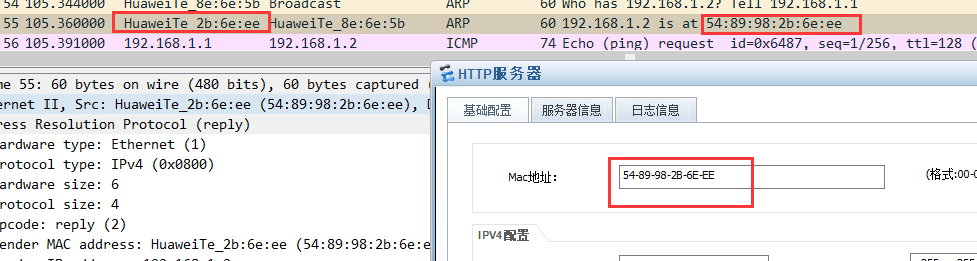 54 105.344000 HuaweiTe_8e:6e:5b Broadcast ARP 60 Who has 192.168.1.2? Tell 192.168.1.1
55 105.360000 HuaweiTe_2b:6e:ee HuaweiTe_8e:6e:5b ARP 60 192.168.1.2 is at 54:89:98:2b:6e:ee
56 105.391000 192.168.1.1 192.168.1.2 ICMP 74 Echo (ping) request id=0x6487, seq=1/256, ttl=128 (
me 55: 60 bytes on wire (480 bits), 60 bytes captured (
ernet II, Src: HuaweiTe_2b:6e:ee (54:89:98:2b:6e:ee), D
ress Resolution Protocol (reply)
ardware type: Ethernet (1)
rotocol type: IPv4 (0x0800)
ardware size: 6
rotocol size: 4
pcode: reply (2)
ender MAC address: HuaweiTe_2b:6e:ee (54:89:98:2b:6e:ee
HTTP服务器
基础配置 服务器信息 日志信息
Mac地址: 54-89-98-2B-6E-EE (格式:00-0
IPV4配置